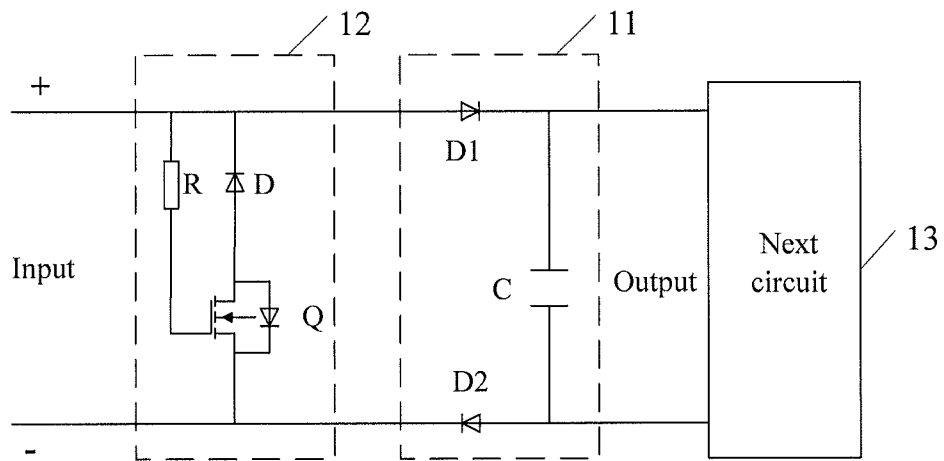 12
11
+
D1
R
D
13
Input
Next
circuit
Output
C
Q
D2
-